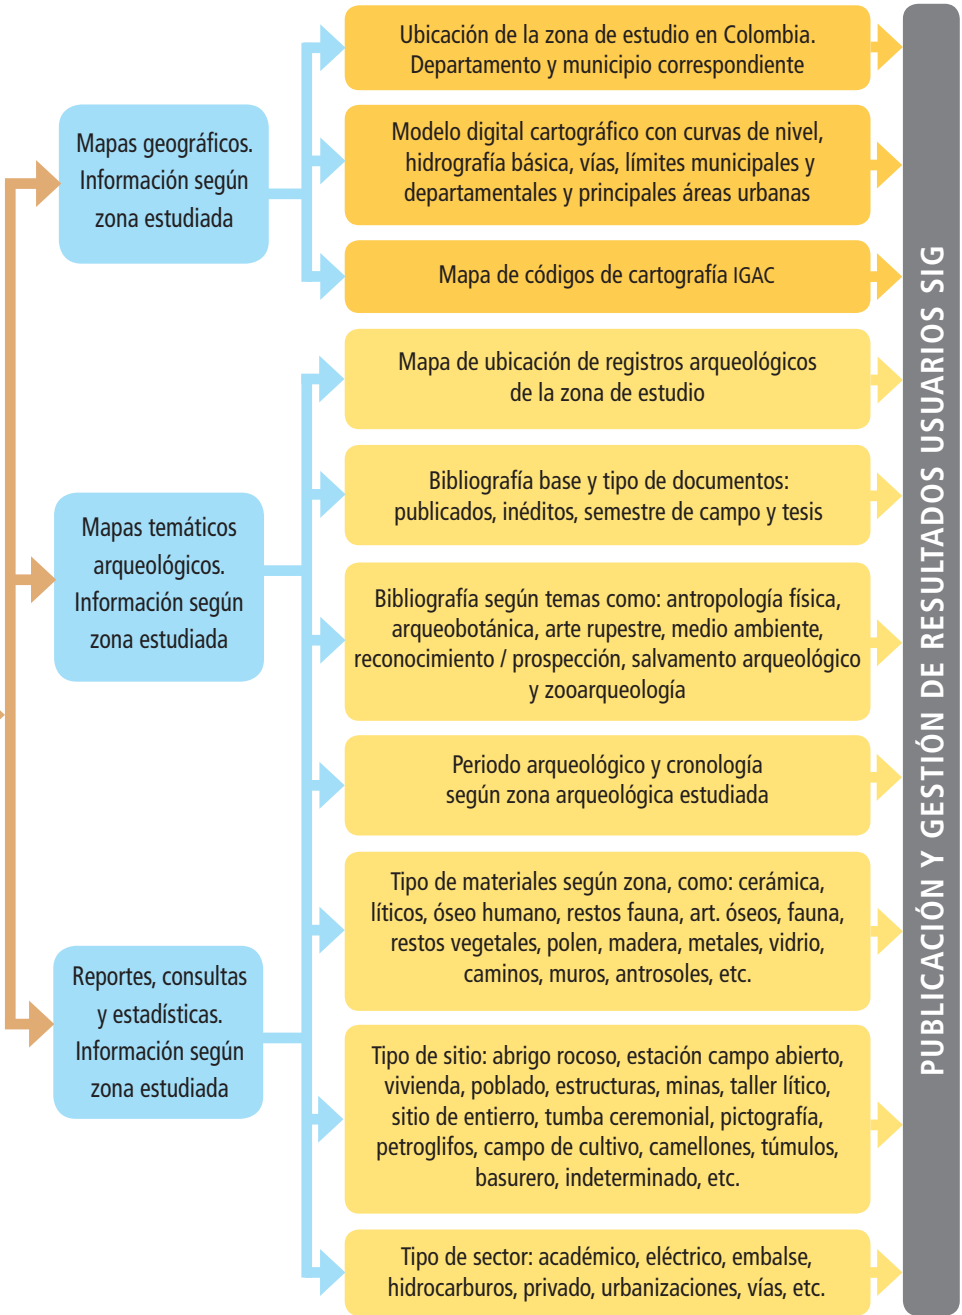 Mapas geográficos.
Información según
zona estudiada
Ubicación de la zona de estudio en Colombia.
Departamento y municipio correspondiente
Modelo digital cartográfico con curvas de nivel,
hidrografía básica, vías, límites municipales y
departamentales y principales áreas urbanas
Mapa de códigos de cartografía IGAC
Mapas temáticos
arqueológicos.
Información según
zona estudiada
Reportes, consultas
y estadísticas.
Información según
zona estudiada
Mapa de ubicación de registros arqueológicos
de la zona de estudio
Bibliografía base y tipo de documentos:
publicados, inéditos, semestre de campo y tesis
Bibliografía según temas como: antropología física,
arqueobotánica, arte rupestre, medio ambiente,
reconocimiento / prospección, salvamento arqueológico
y zooarqueología
Periodo arqueológico y cronología
según zona arqueológica estudiada
Tipo de materiales según zona, como: cerámica,
líticos, óseo humano, restos fauna, art. óseos, fauna,
restos vegetales, polen, madera, metales, vidrio,
caminos, muros, antrosoles, etc.
Tipo de sitio: abrigo rocoso, estación campo abierto,
vivienda, poblado, estructuras, minas, taller lítico,
sitio de entierro, tumba ceremonial, pictografía,
petroglifos, campo de cultivo, camellones, túmulos,
basurero, indeterminado, etc.
Tipo de sector: académico, eléctrico, embalse,
hidrocarburos, privado, urbanizaciones, vías, etc.
PUBLICACIÓN Y GESTIÓN DE RESULTADOS USUARIOS SIG